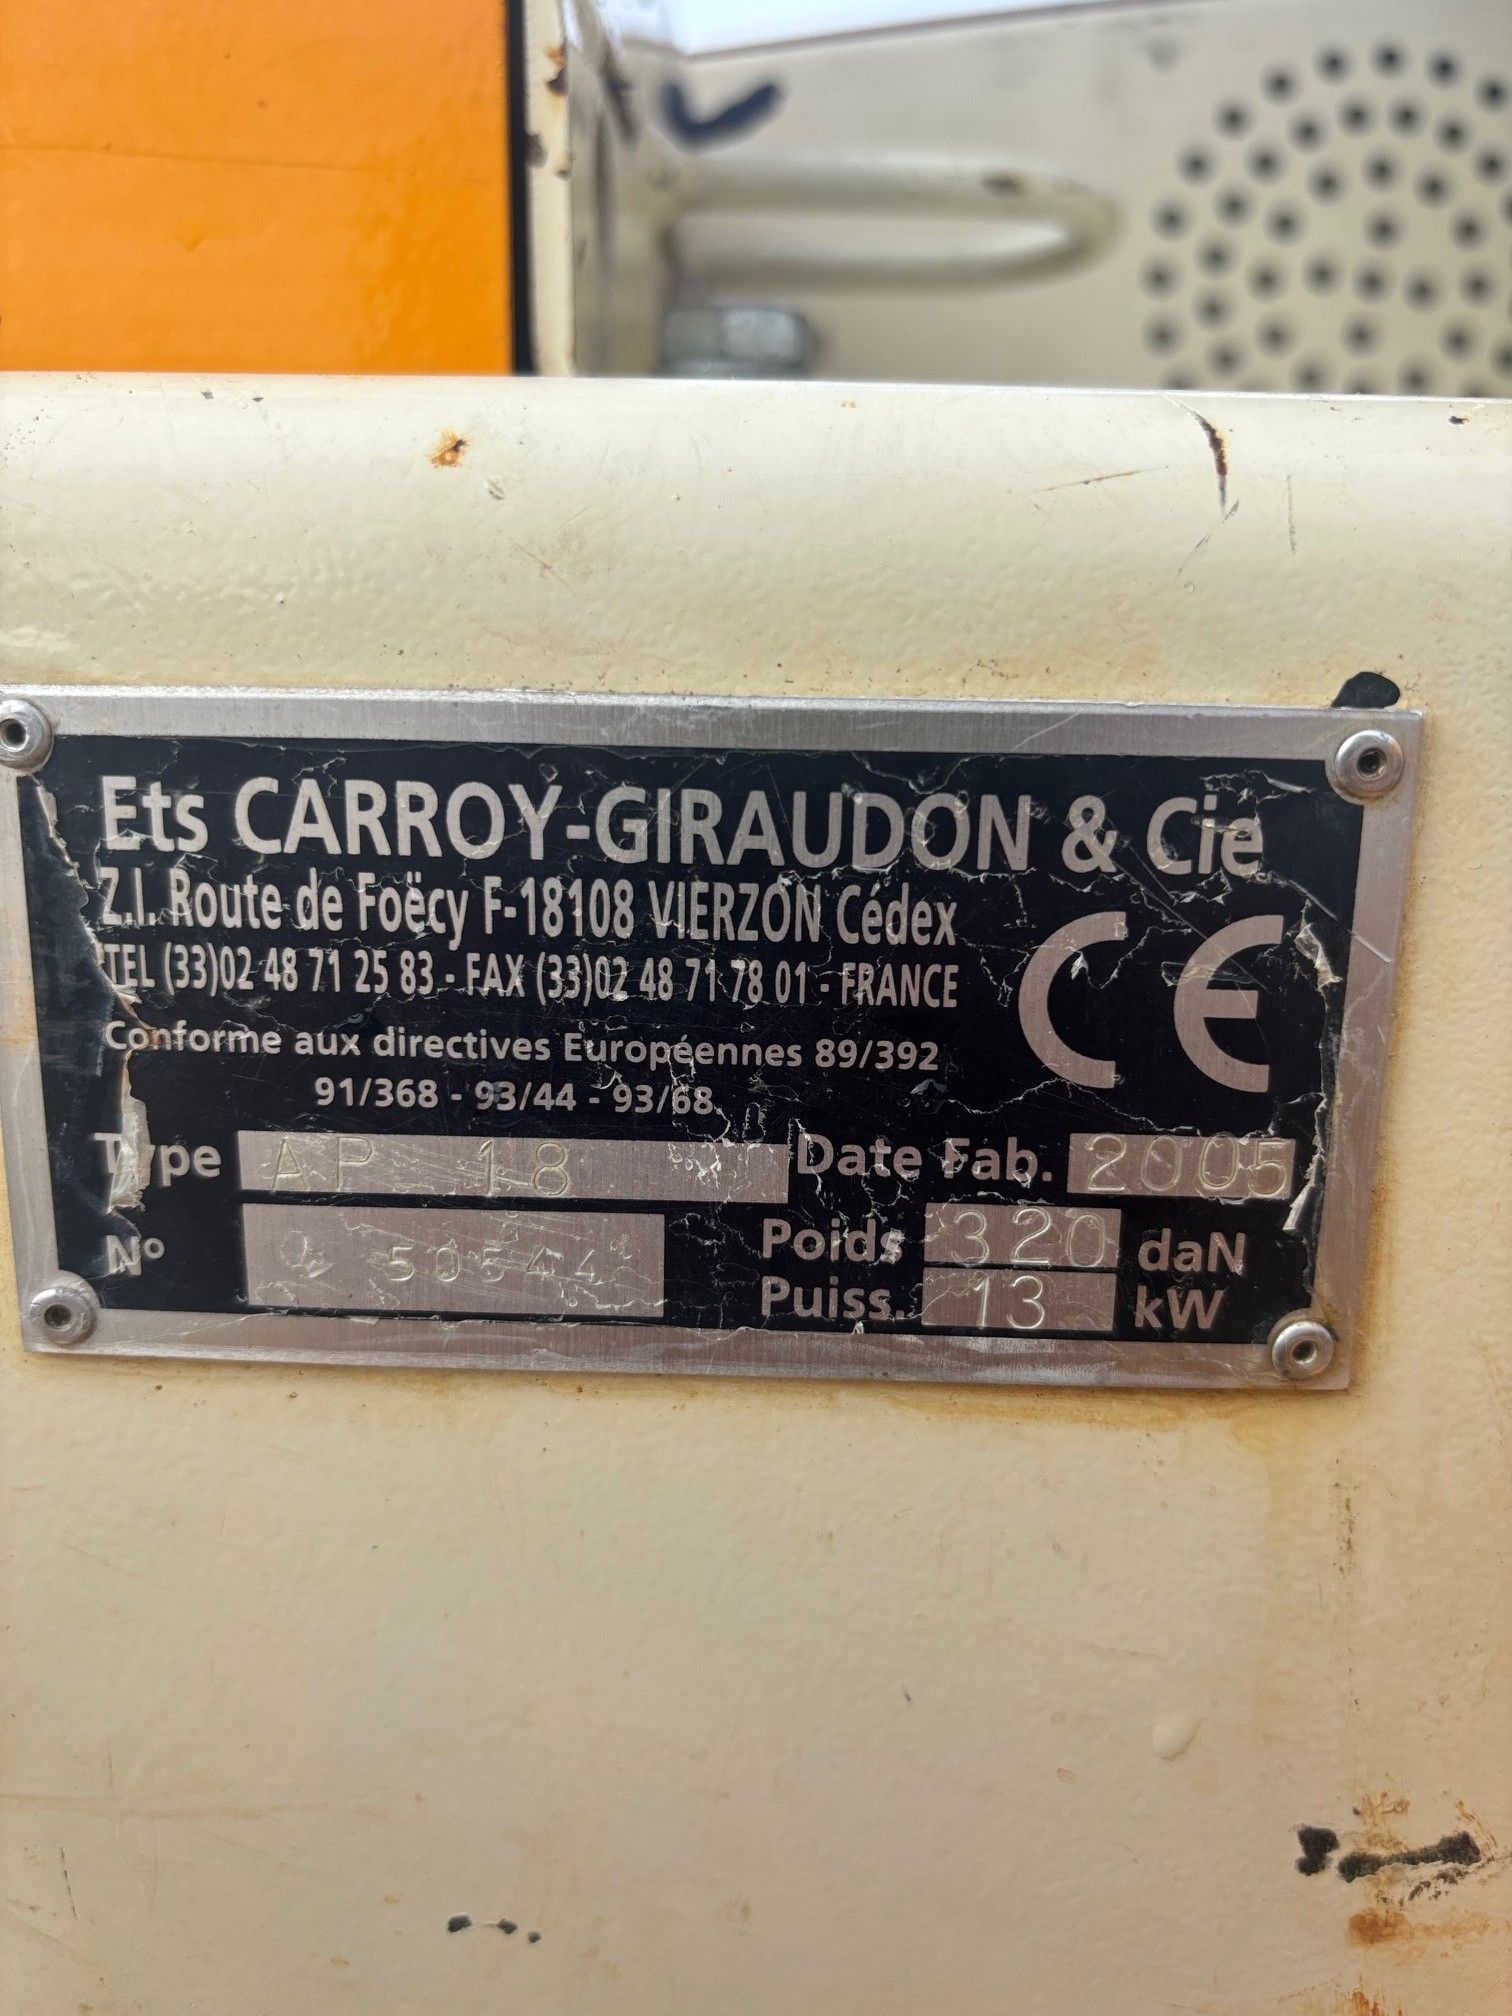 Ets CARROY-GIRAUDON & Cie
Z.I. Route de Foëcy F-18108 VIERZON Cédex
TEL (33)02 48 71 25 83 - FAX (33)02 48 71 78 01 - FRANCE
Conforme aux directives Européennes 89/392
91/368 - 93/44 - 93/68.
CE
Type AP 18 Date Fab. 2005
N° 50544 Poids 320 daN
Puiss. 13 kW